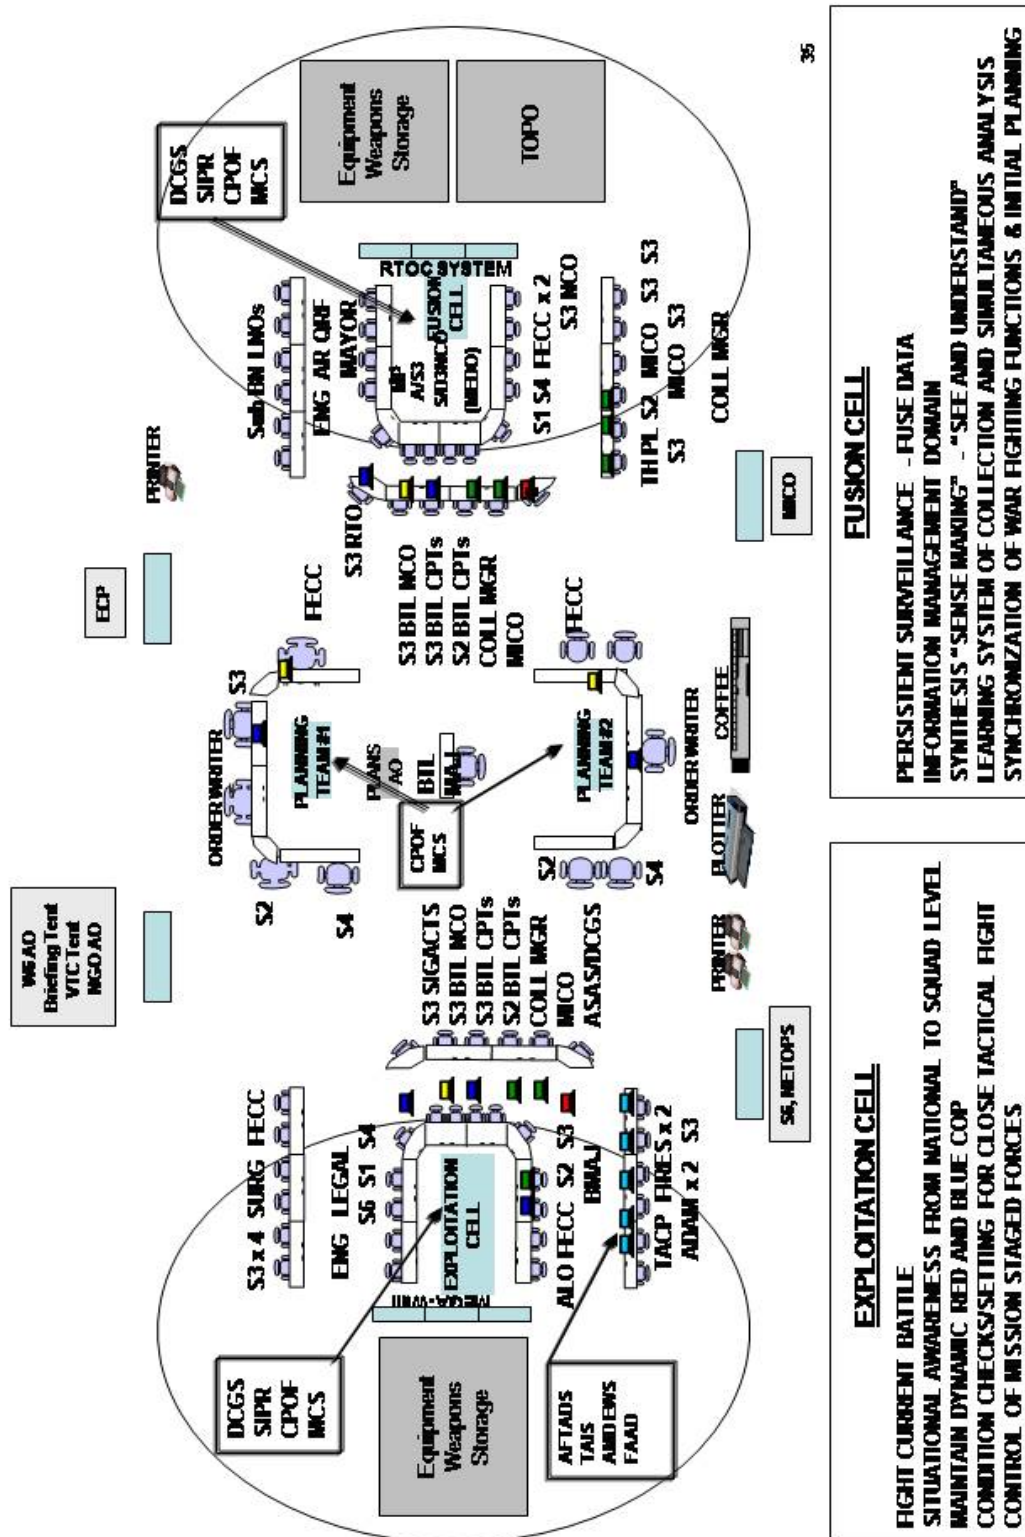 W6 AO
Briefing Tent
VTC Tent
NGO AO
ECP
PRINTER
DCGS
SIPR
CPOF
MCS
DCGS
SIPR
CPOF
MCS
Equipment
Weapons
Storage
S3 x 4 SURG FECC
ENG LEGAL
S6 S1 S4
EXPLOITATION
CELL
ALO FECC S2 S3
BMAJ
TACP FIRES x 2
ADAM x 2 S3
AFTADS
TAIS
AMDEWS
FAAD
S3 SIGACTS
S3 BTL NCO
S3 BTL CPTs
S2 BTL CPTs
COLL MGR
MICO
ASAS/DCGS
S6, NETOPS
PRINTER
PLOTTER
COFFEE
ORDER WRITER
S3
S2
S4
FECC
PLANNING
TEAM #1
PLANS
AO
BTL
MAJ
CPOF
MCS
PLANNING
TEAM #2
FECC
S2
S4
ORDER WRITER
S3 RTO
S3 BTL NCO
S3 BTL CPTs
S2 BTL CPTs
COLL MGR
MICO
MICO
Sub BN LNOs
ENG AR QRF
MAYOR
RTOC SYSTEM
FUSION
CELL
MP
A/S3
(MEDO)
S1 S4 FECC x 2
S3 NCO
THPL S2 MICO S3 S3
S3 MICO S3
COLL MGR
Equipment
Weapons
Storage
TOPO
35
EXPLOITATION CELL
FIGHT CURRENT BATTLE
SITUATIONAL AWARENESS FROM NATIONAL TO SQUAD LEVEL
MAINTAIN DYNAMIC RED AND BLUE COP
CONDITION CHECKS/SETTING FOR CLOSE TACTICAL FIGHT
CONTROL OF MISSION STAGED FORCES
FUSION CELL
PERSISTENT SURVEILLANCE - FUSE DATA
INFORMATION MANAGEMENT DOMAIN
SYNTHESIS "SENSE MAKING" - "SEE AND UNDERSTAND"
LEARNING SYSTEM OF COLLECTION AND SIMULTANEOUS ANALYSIS
SYNCHRONIZATION OF WAR FIGHTING FUNCTIONS & INITIAL PLANNING